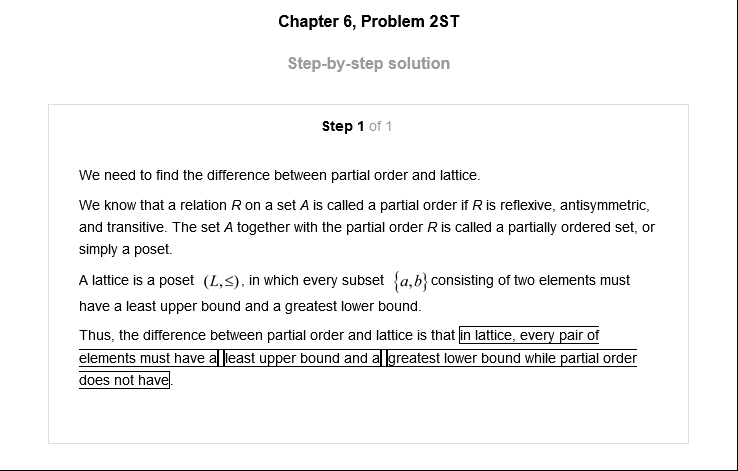 Chapter 6, Problem 2ST
Step-by-step solution
Step 1 of 1
We need to find the difference between partial order and lattice.
We know that a relation R on a set A is called a partial order if R is reflexive, antisymmetric,
and transitive. The set A together with the partial order R is called a partially ordered set, or
simply a poset.
A lattice is a poset (L,≤), in which every subset {a,b} consisting of two elements must
have a least upper bound and a greatest lower bound.
Thus, the difference between partial order and lattice is that in lattice, every pair of
elements must have a least upper bound and a greatest lower bound while partial order
does not have.